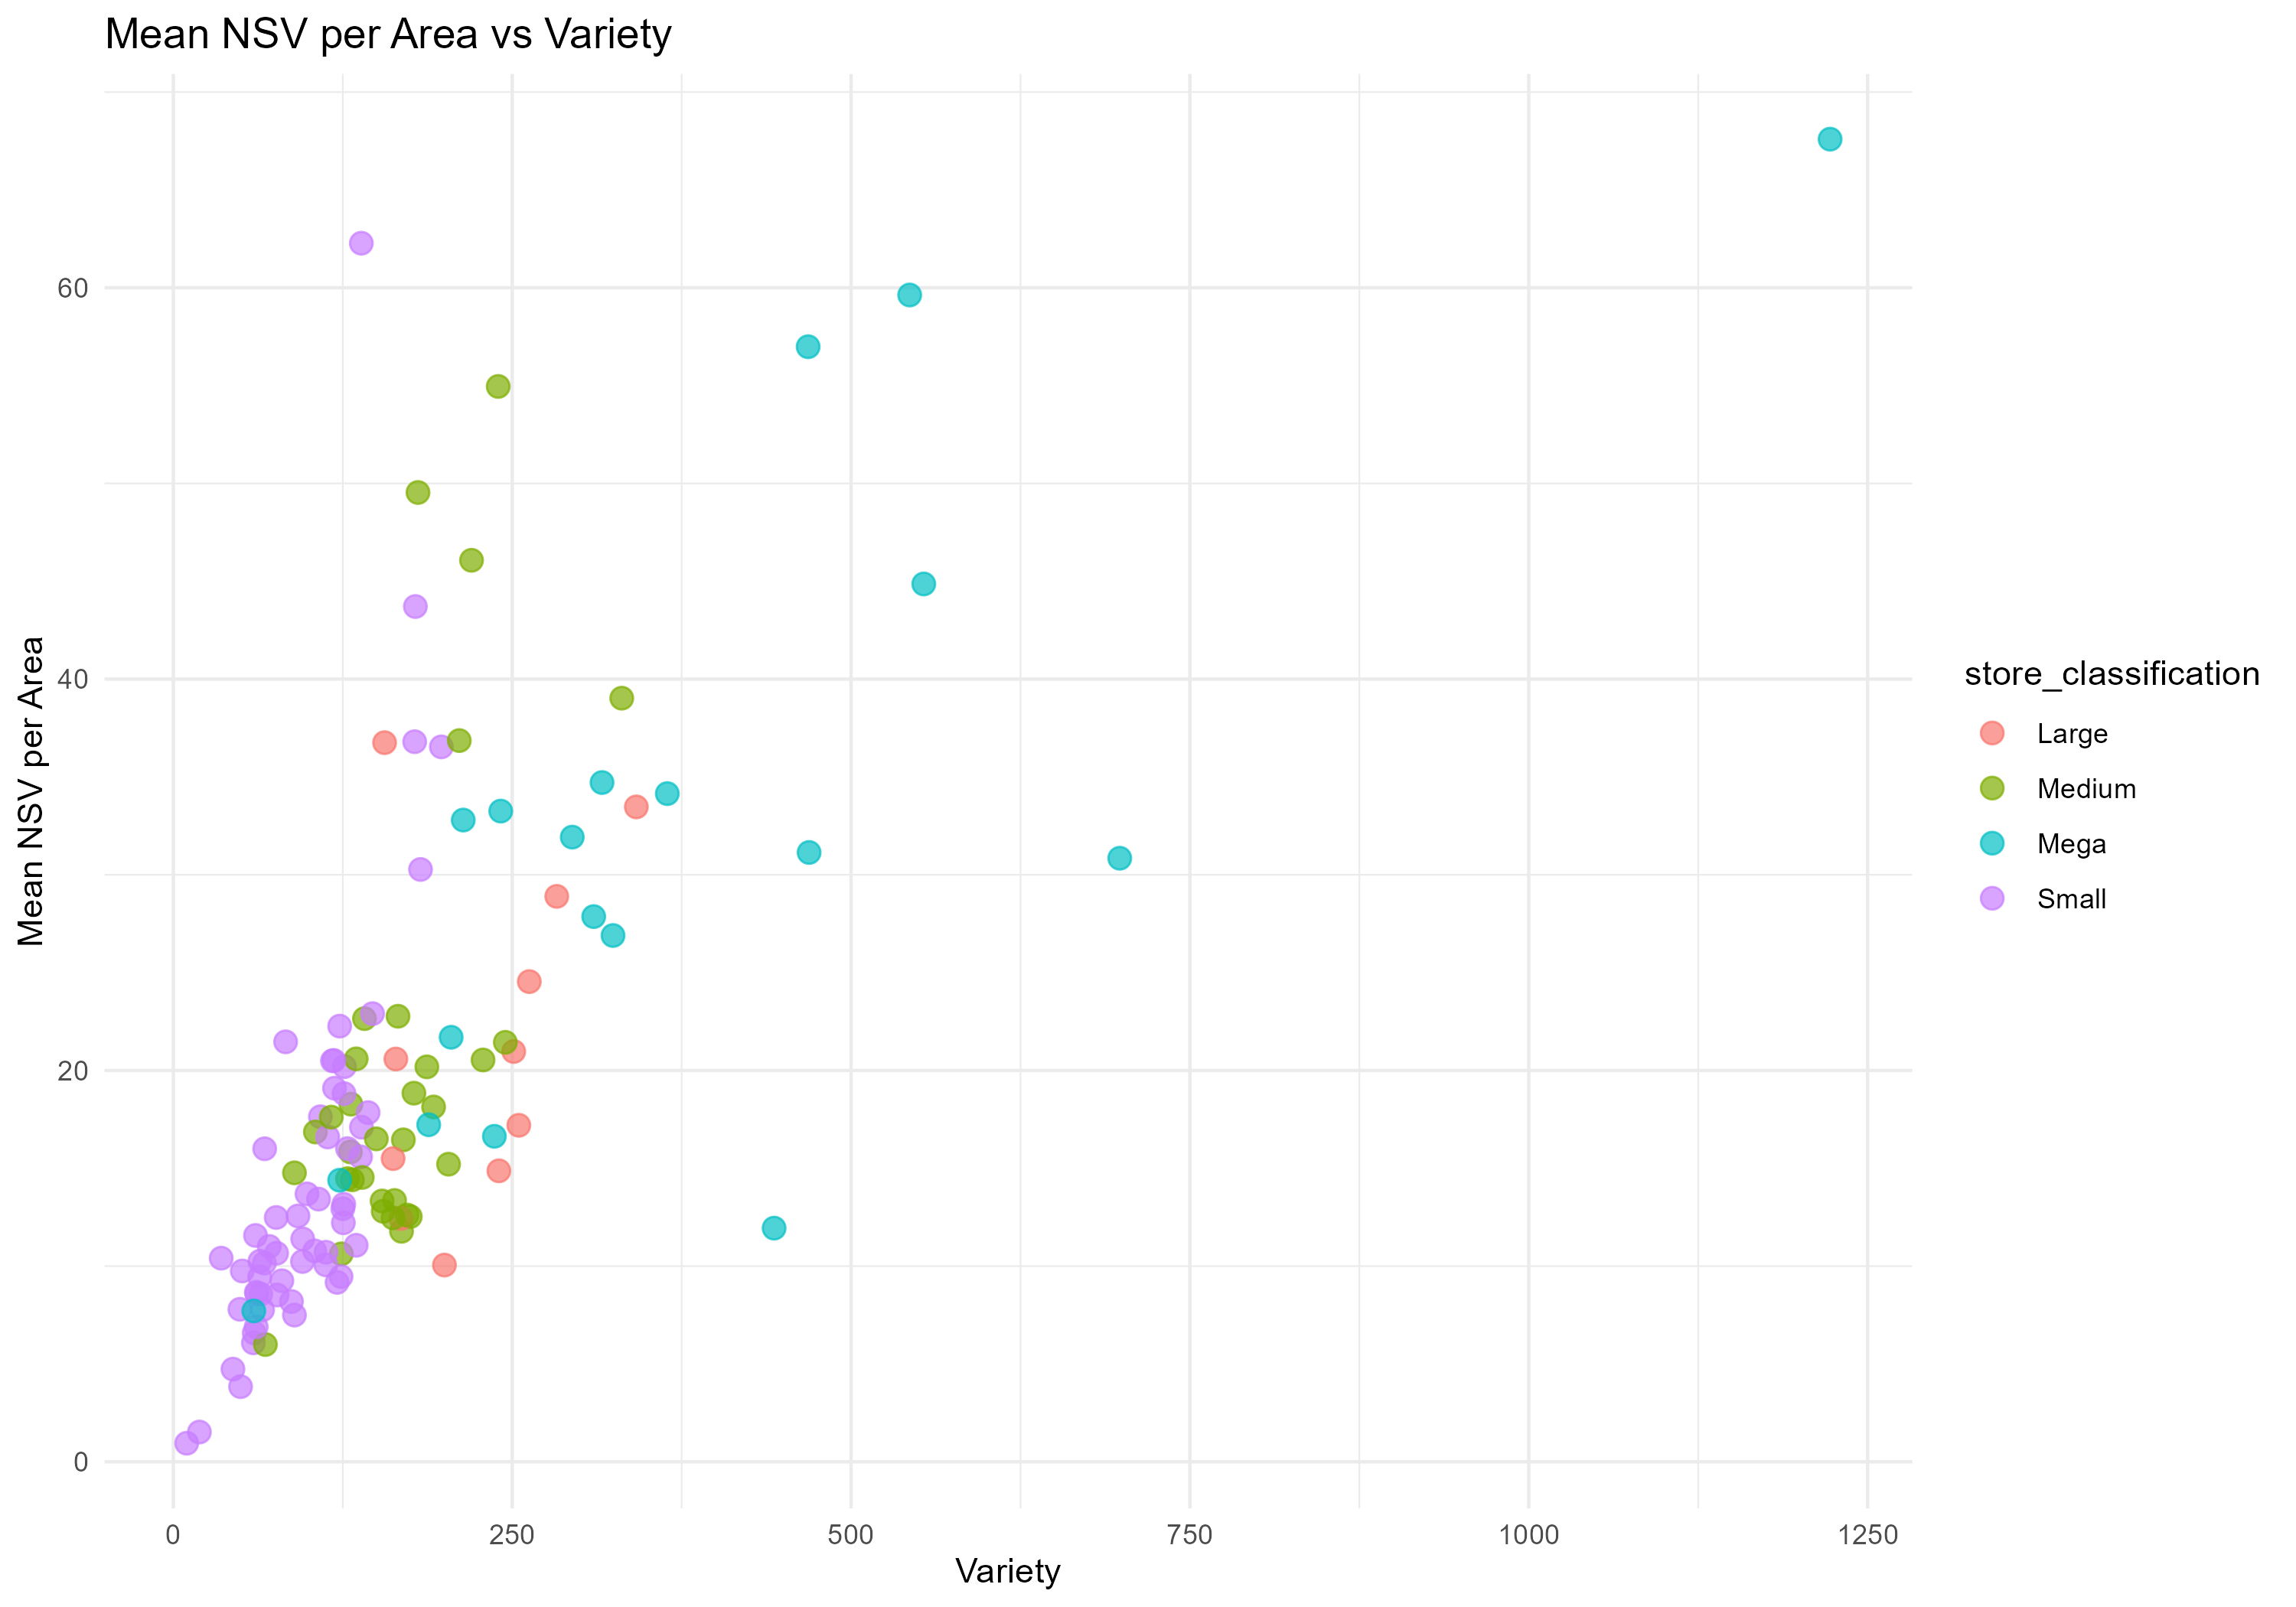 Mean NSV per Area vs Variety
Mean NSV per Area
60
40
20
0
0
250
500
750
1000
1250
Variety
store_classification
Large
Medium
Mega
Small